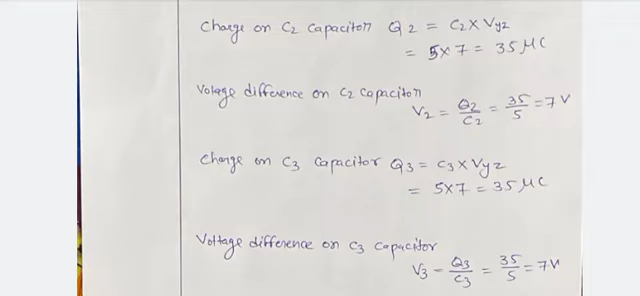 Charge on C2 Capacitor Q2 = C2 x Vyz
= 5x7 = 35 μC
Volage difference on C2 capacitor
V2 = Q2/C2 = 35/5 = 7 V
Charge on C3 Capacitor Q3 = C3 x Vyz
= 5x7 = 35 μC
Voltage difference on C3 capacitor
V3 - Q3/C3 = 35/5 = 7V